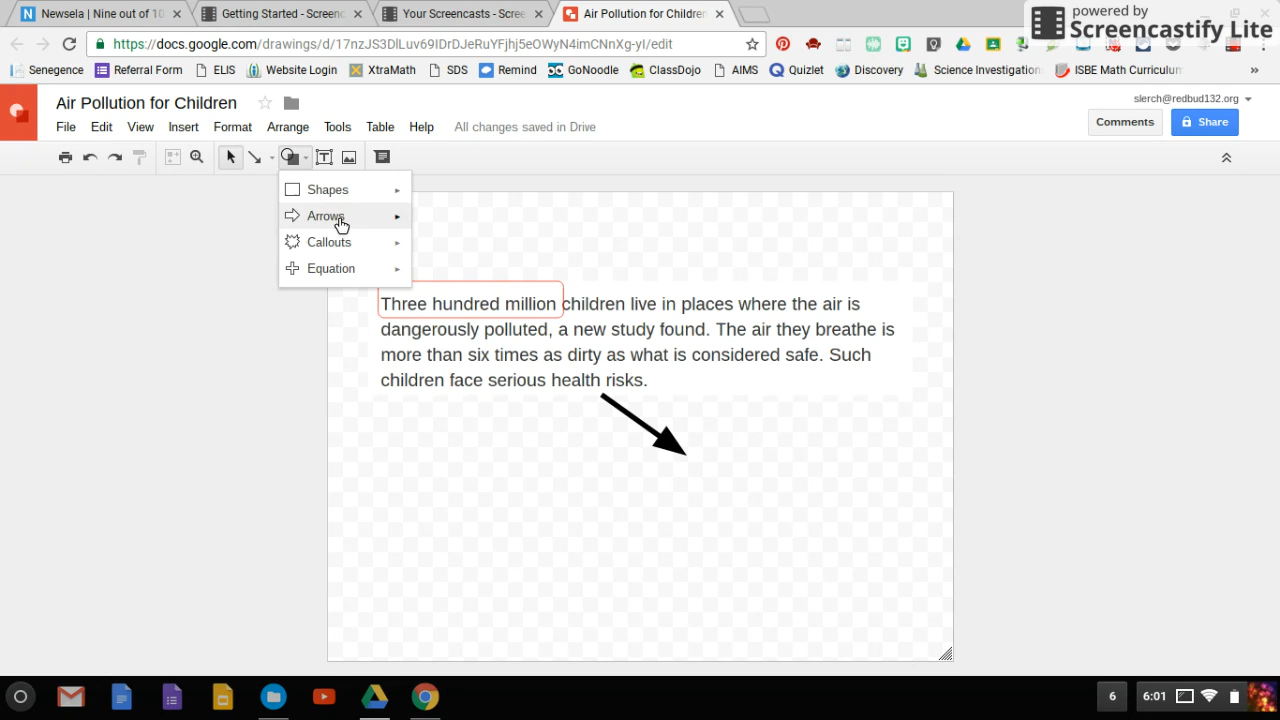 Newsela | Nine out of 10
Getting Started - Screen
Your Screencasts - Scree
Air Pollution for Children
powered by
Screencastify Lite
https://docs.google.com/drawings/d/17nzJS3DlLuv69IDrDJeRuYFjhj5eOWyN4imCNnXg-yI/edit
Senegence
Referral Form
ELIS
Website Login
XtraMath
SDS
Remind
GoNoodle
ClassDojo
AIMS
Quizlet
Discovery
Science Investigation
ISBE Math Curriculum
»
Air Pollution for Children
slerch@redbud132.org
File Edit View Insert Format Arrange Tools Table Help All changes saved in Drive
Comments
Share
Shapes
Arrows
Callouts
Equation
Three hundred million children live in places where the air is
dangerously polluted, a new study found. The air they breathe is
more than six times as dirty as what is considered safe. Such
children face serious health risks.
6
6:01